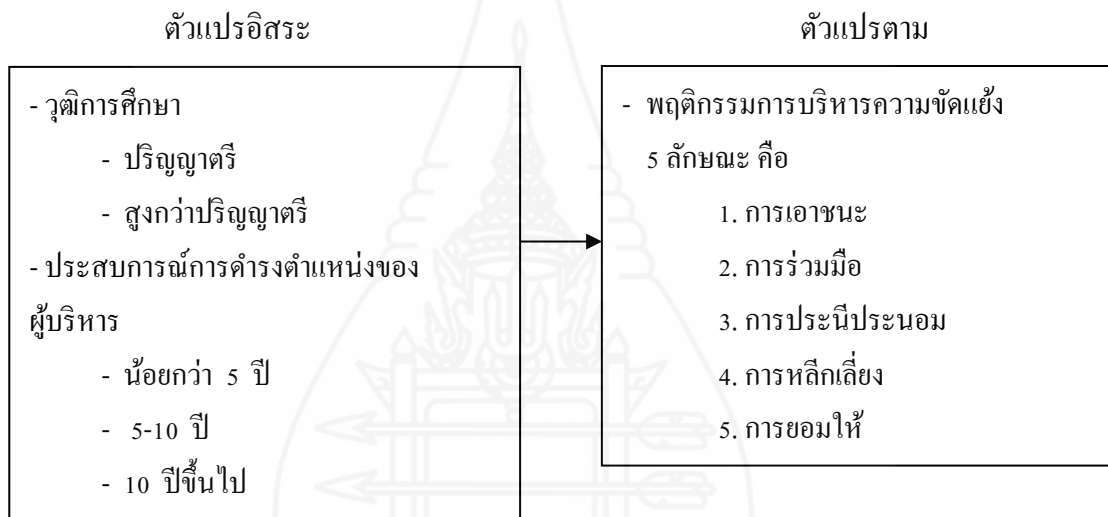 ตัวแปรอิสระ
- วุฒิการศึกษา
- ปริญญาตรี
- สูงกว่าปริญญาตรี
- ประสบการณ์การดำรงตำแหน่งของ
ผู้บริหาร
- น้อยกว่า 5 ปี
- 5-10 ปี
- 10 ปีขึ้นไป
ตัวแปรตาม
- พฤติกรรมการบริหารความขัดแย้ง
5 ลักษณะ คือ
1. การเอาชนะ
2. การร่วมมือ
3. การประนีประนอม
4. การหลีกเลี่ยง
5. การยอมให้